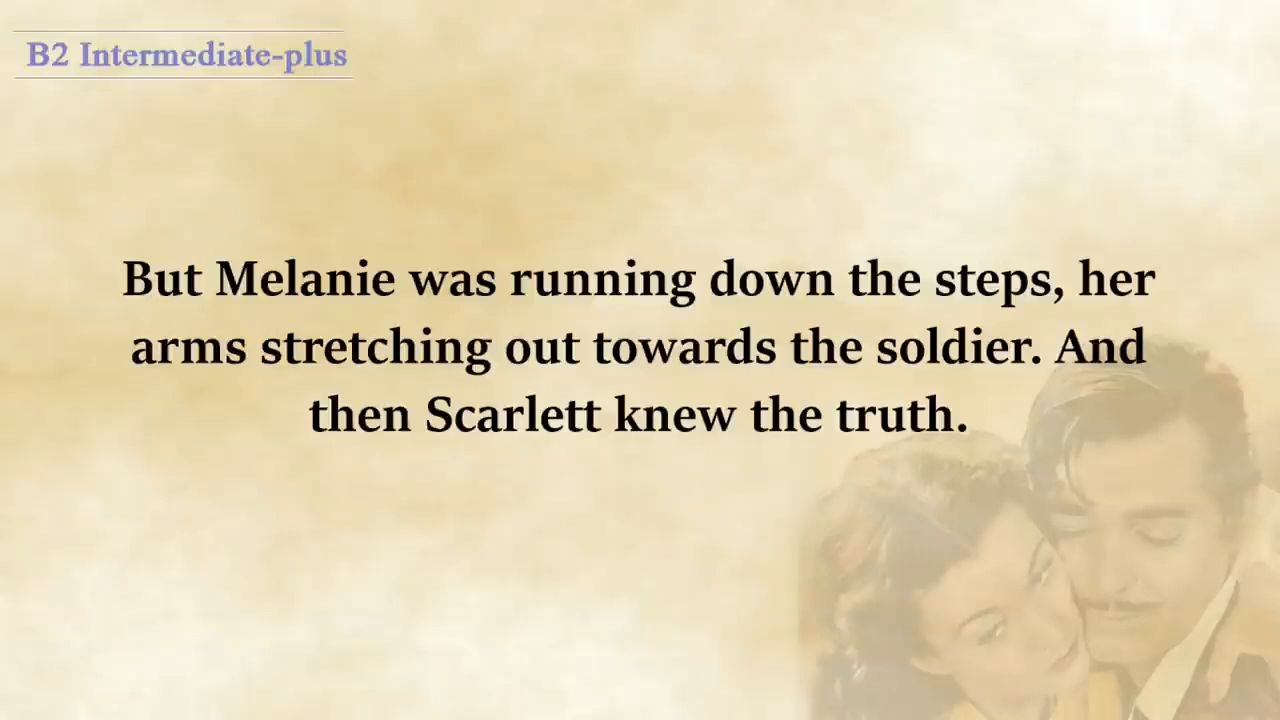 B2 Intermediate-plus
But Melanie was running down the steps, her
arms stretching out towards the soldier. And
then Scarlett knew the truth.